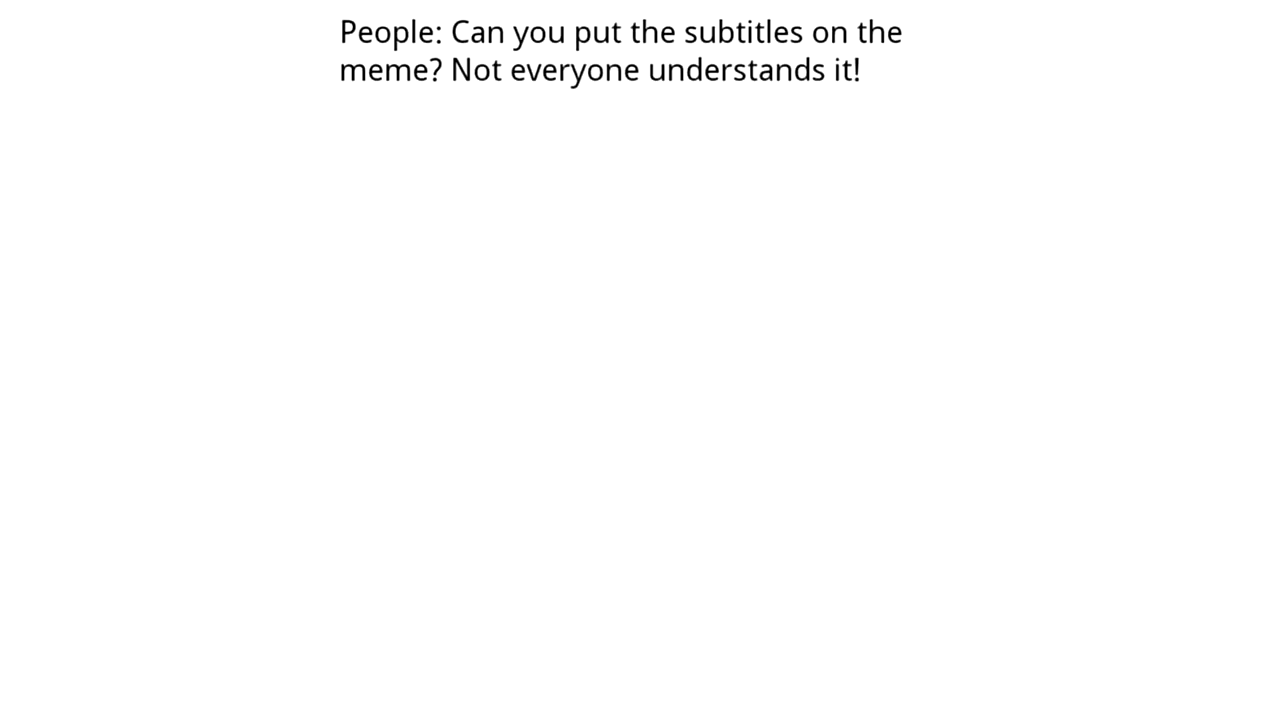 People: Can you put the subtitles on the
meme? Not everyone understands it!